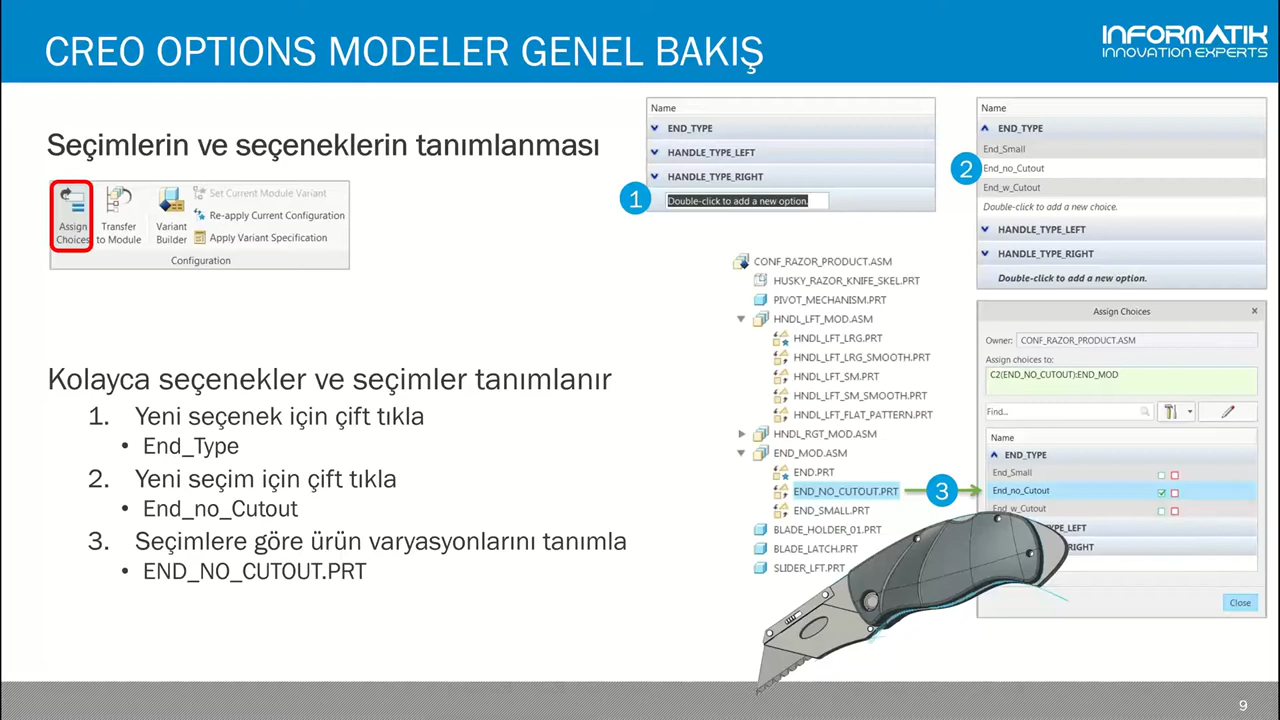 CREO OPTIONS MODELER GENEL BAKIŞ
INFORMATIK
INNOVATION EXPERTS
Seçimlerin ve seçeneklerin tanımlanması
Assign
Choices
Transfer
to Module
Variant
Builder
Set Current Module Variant
Re-apply Current Configuration
Apply Variant Specification
Configuration
Kolayca seçenekler ve seçimler tanımlanır
1. Yeni seçenek için çift tıkla
• End_Type
2. Yeni seçim için çift tıkla
• End_no_Cutout
3. Seçimlere göre ürün varyasyonlarını tanımla
• END_NO_CUTOUT.PRT
Name
END_TYPE
HANDLE_TYPE_LEFT
HANDLE_TYPE_RIGHT
1
Double-click to add a new option.
Name
END_TYPE
End_Small
2
End_no_Cutout
End_w_Cutout
Double-click to add a new choice.
HANDLE_TYPE_LEFT
HANDLE_TYPE_RIGHT
Double-click to add a new option.
CONF_RAZOR_PRODUCT.ASM
HUSKY_RAZOR_KNIFE_SKEL.PRT
PIVOT_MECHANISM.PRT
HNDL_LFT_MOD.ASM
HNDL_LFT_LRG.PRT
HNDL_LFT_LRG_SMOOTH.PRT
HNDL_LFT_SM.PRT
HNDL_LFT_SM_SMOOTH.PRT
HNDL_LFT_FLAT_PATTERN.PRT
HNDL_RGT_MOD.ASM
END_MOD.ASM
END.PRT
END_NO_CUTOUT.PRT
3
END_SMALL.PRT
BLADE_HOLDER_01.PRT
BLADE_LATCH.PRT
SLIDER_LFT.PRT
Assign Choices
Owner: CONF_RAZOR_PRODUCT.ASM
Assign choices to:
C2(END_NO_CUTOUT):END_MOD
Find...
Name
END_TYPE
End_Small
End_no_Cutout
End_w_Cutout
TYPE_LEFT
RIGHT
Close
9